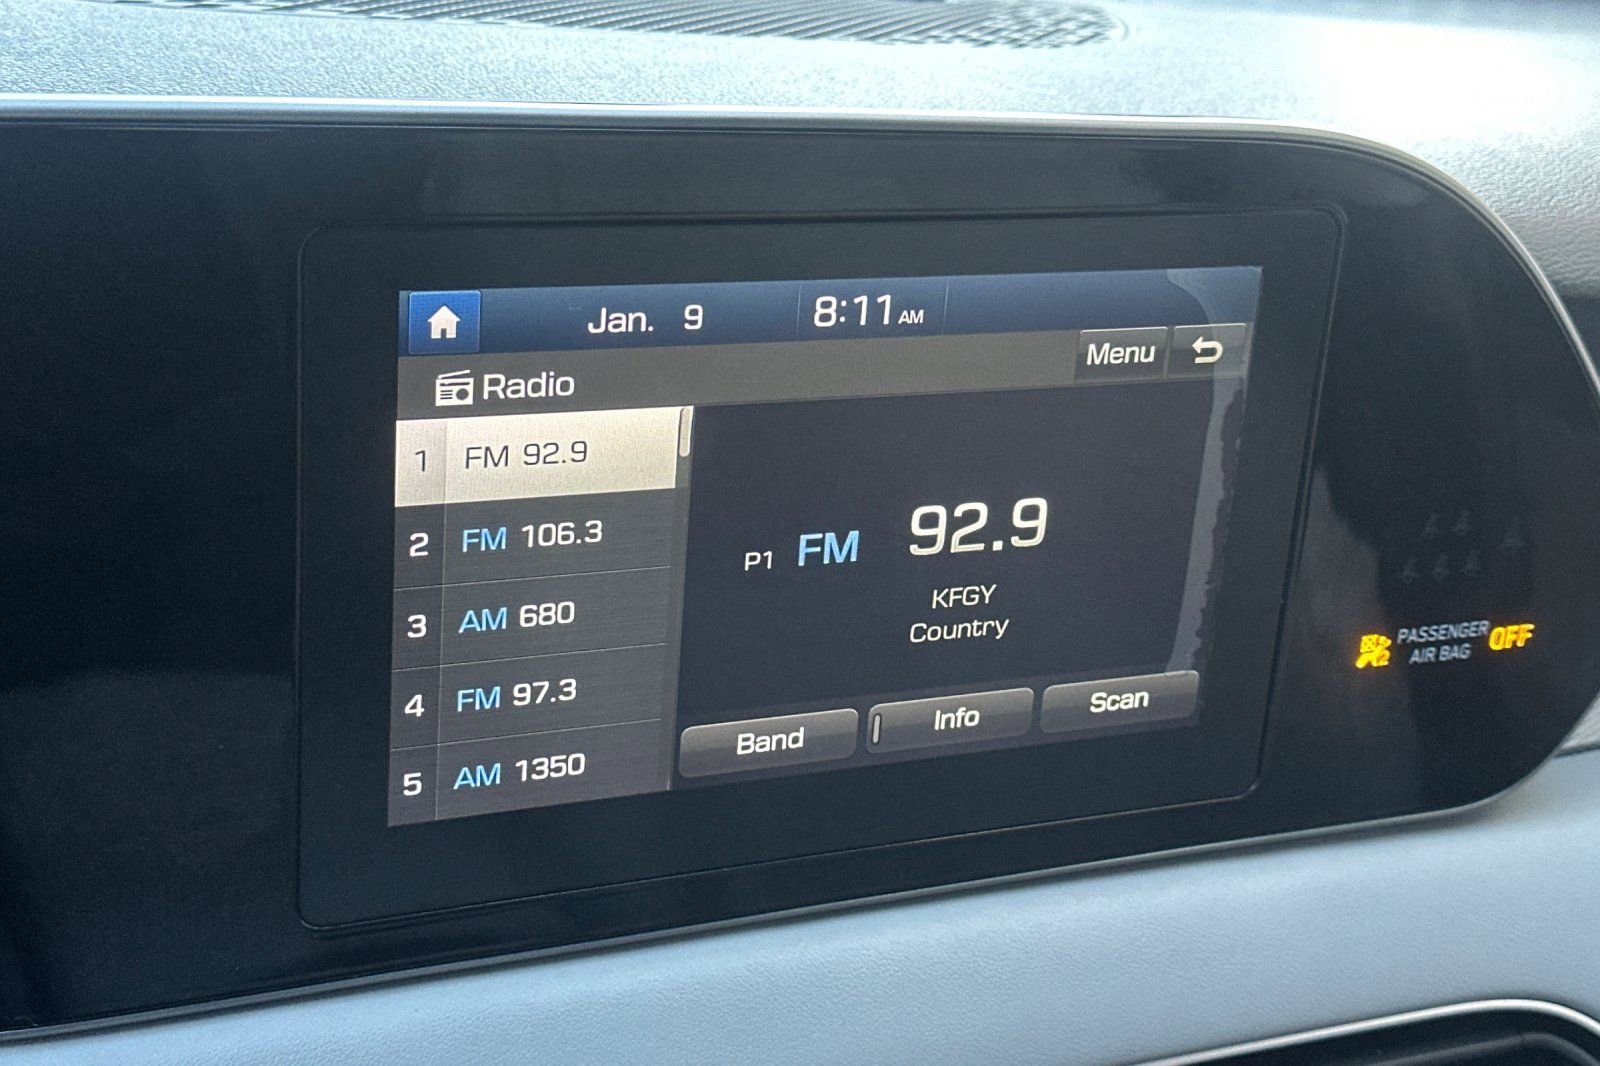 Jan. 9 8:11 AM
Menu
Radio
1 FM 92.9
2 FM 106.3
3 AM 680
4 FM 97.3
5 AM 1350
P1 FM 92.9
KFGY
Country
Band Info Scan
PASSENGER
AIR BAG OFF